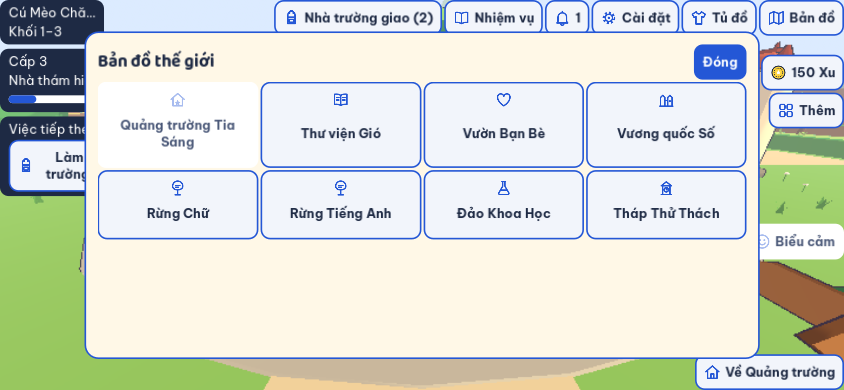 Cú Mèo Chă...
Khối 1–3
Nhà trường giao (2)
Nhiệm vụ
1
Cài đặt
Tủ đồ
Bản đồ
Cấp 3
Nhà thám hi
150 Xu
Thêm
Việc tiếp the
Làm
trường
Bản đồ thế giới
Đóng
Quảng trường Tia
Sáng
Thư viện Gió
Vườn Bạn Bè
Vương quốc Số
Rừng Chữ
Rừng Tiếng Anh
Đảo Khoa Học
Tháp Thử Thách
Biểu cảm
Về Quảng trường